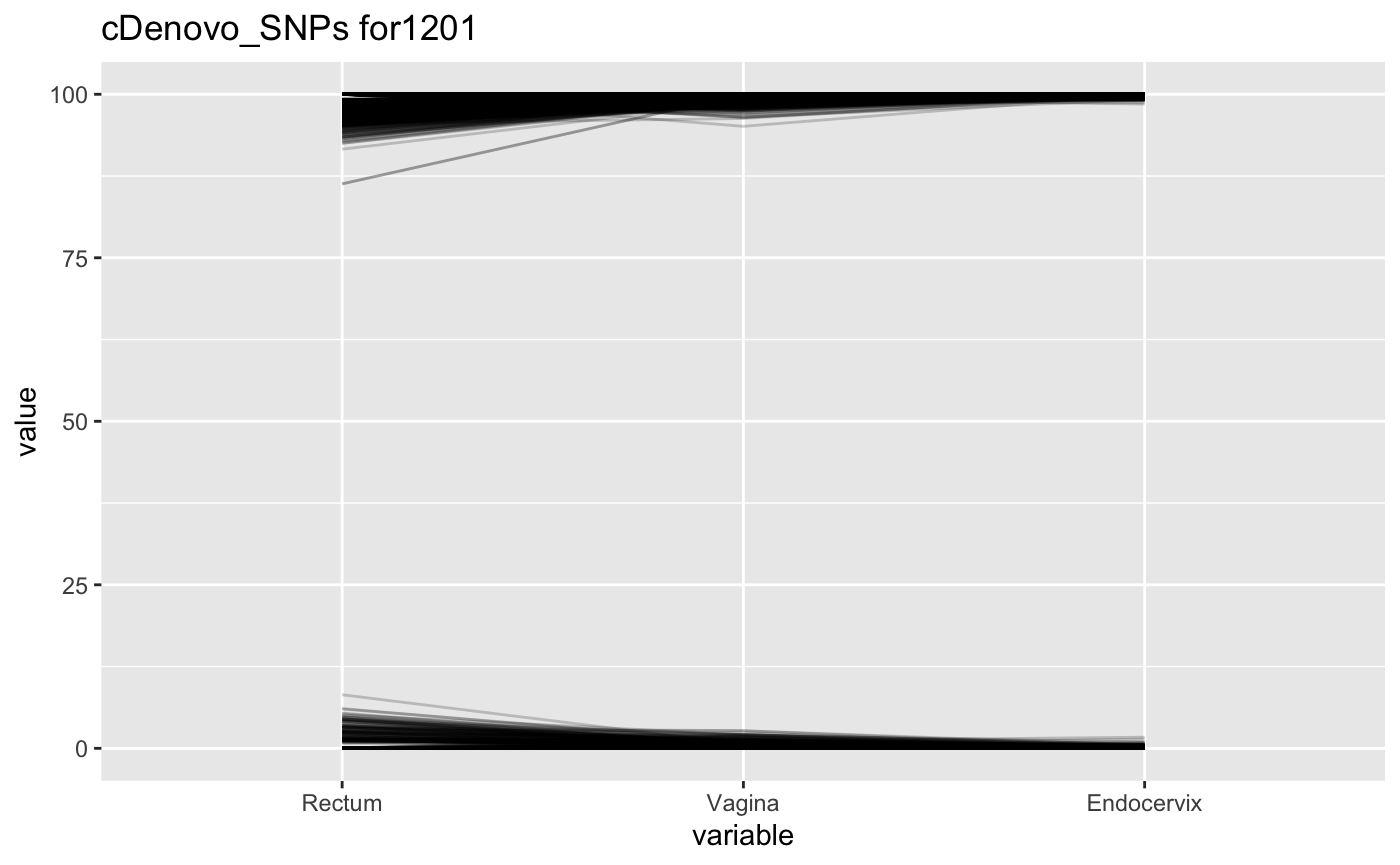 cDenovo_SNPs for1201
100
75
50
25
0
value
Rectum
Vagina
Endocervix
variable